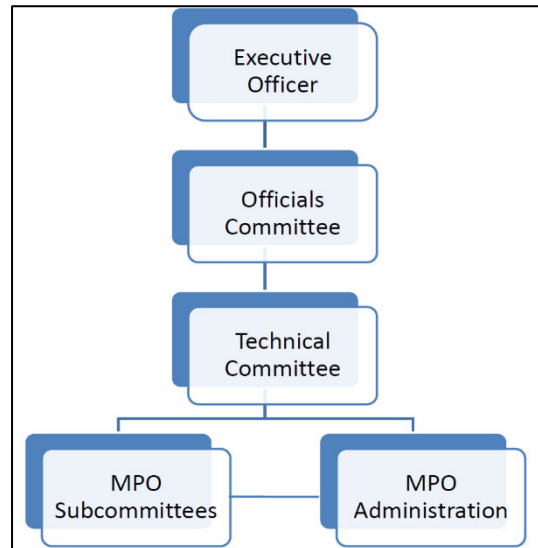 Executive
Officer
Officials
Committee
Technical
Committee
MPO
Subcommittees
MPO
Administration